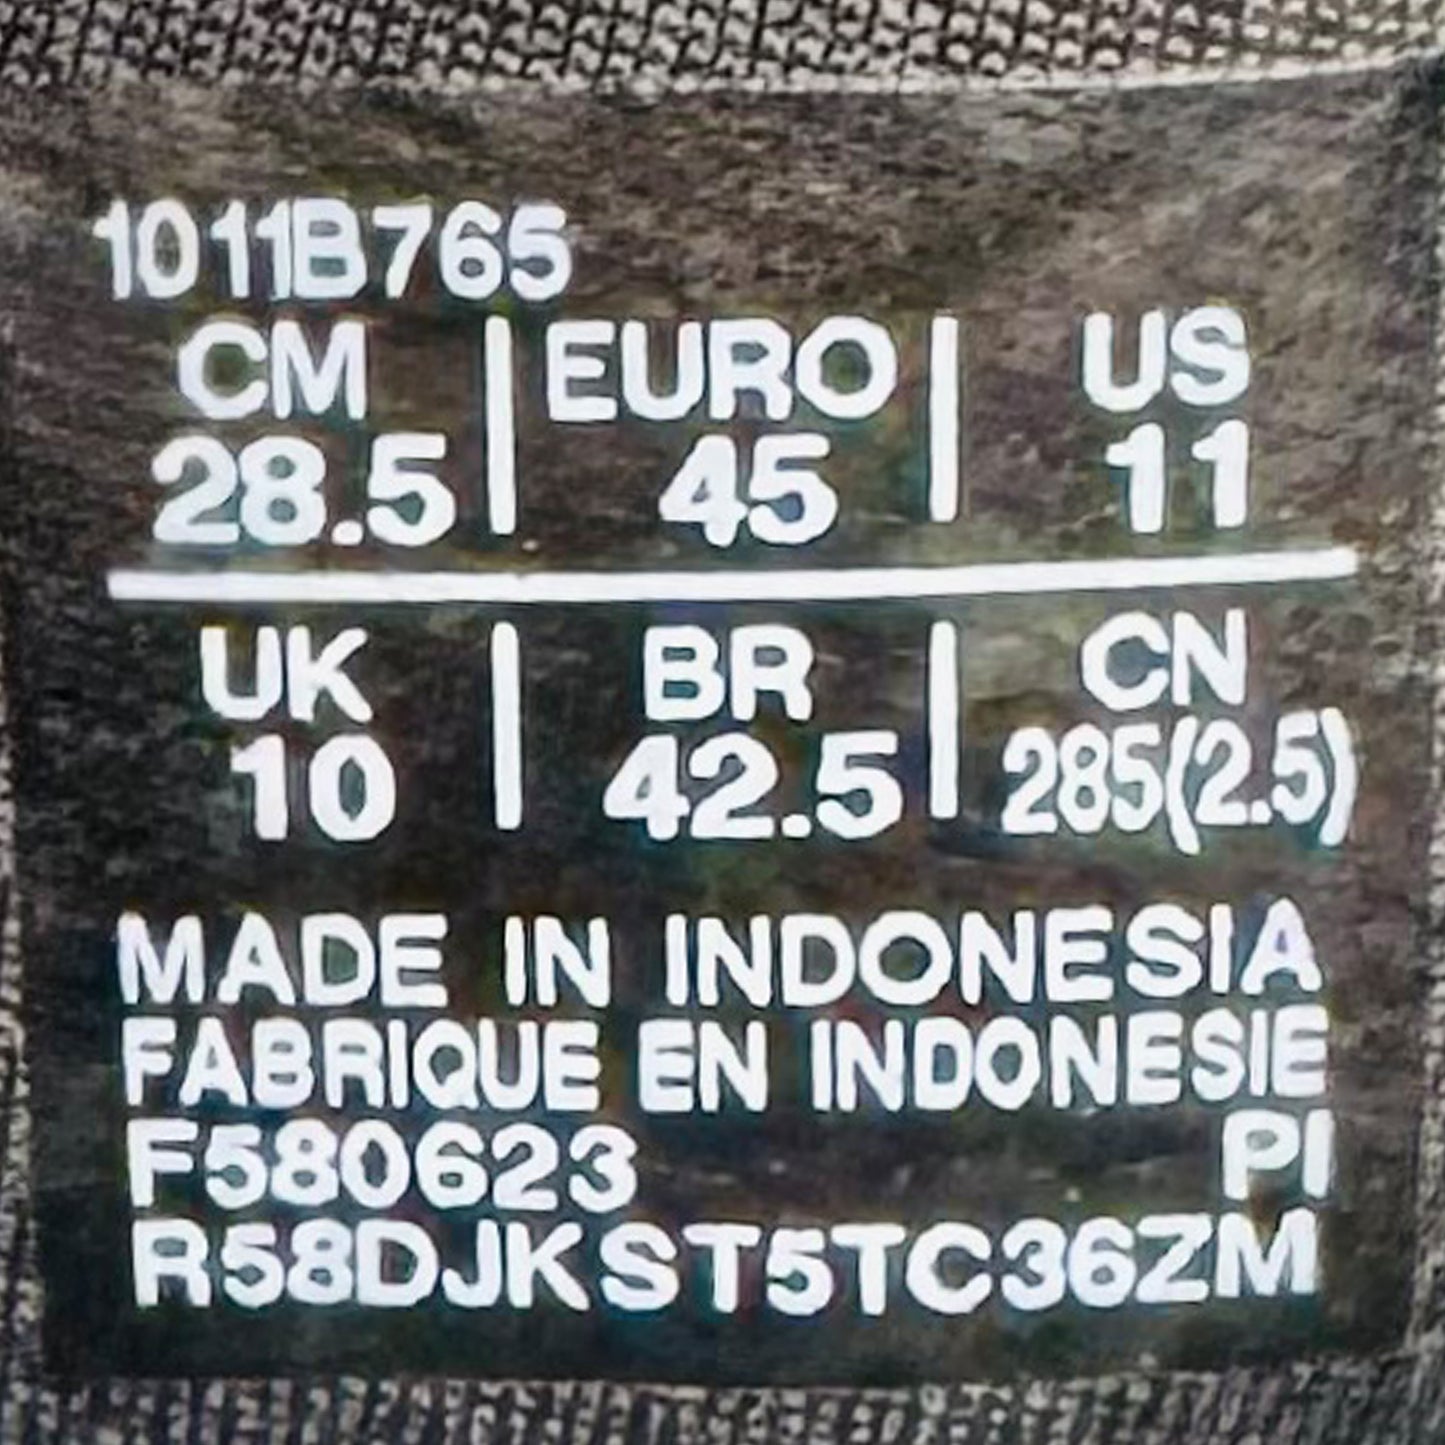 1011B765
CM | EURO | US
28.5 | 45 | 11
UK | BR | CN
10 | 42.5 | 285(2.5)
MADE IN INDONESIA
FABRIQUE EN INDONESIE
F580623 PI
R58DJKST5TC36ZM